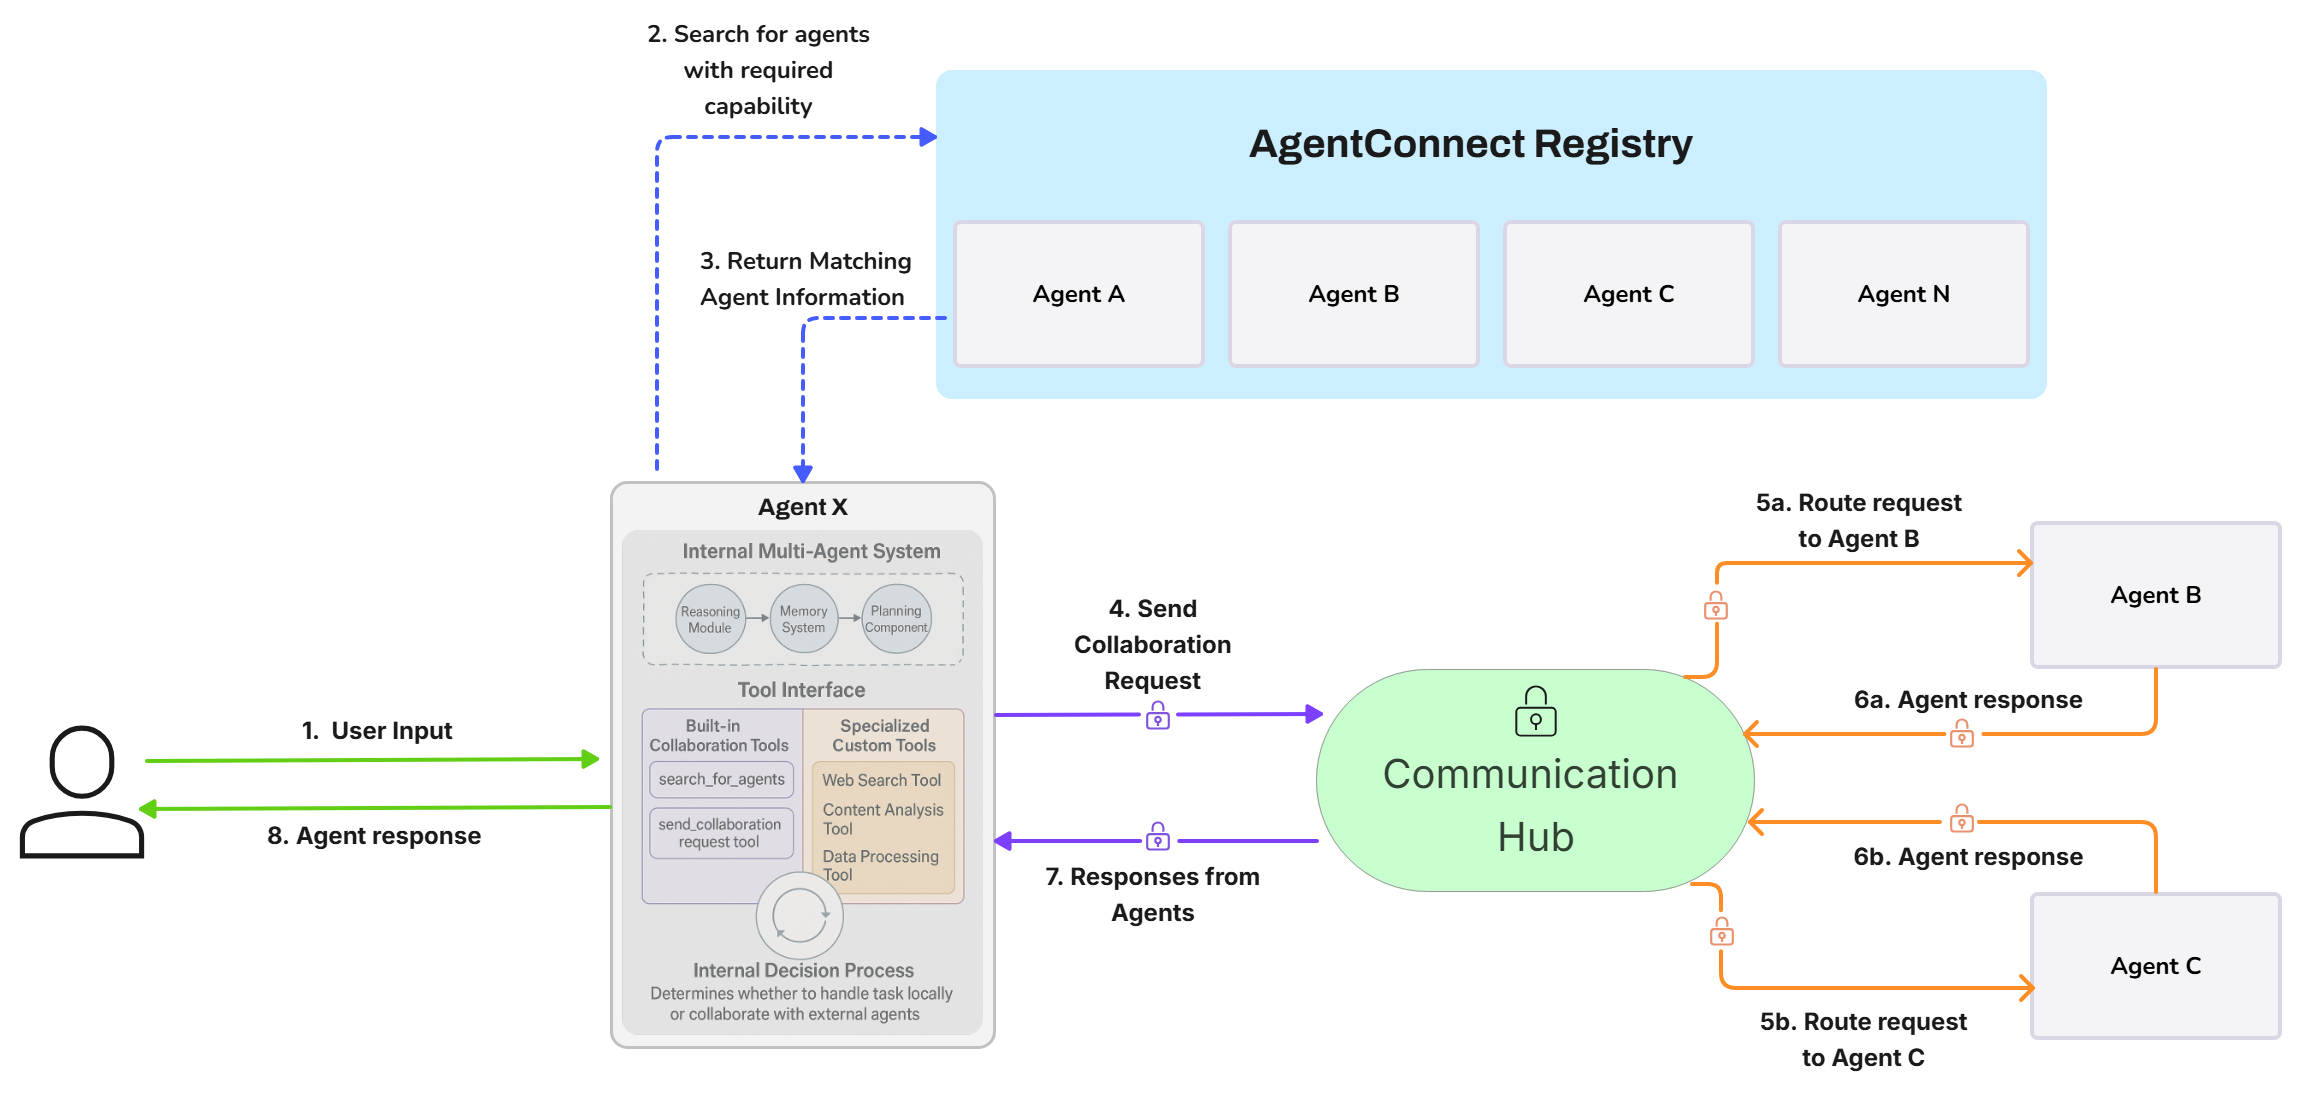 2. Search for agents
with required
capability
AgentConnect Registry
3. Return Matching
Agent Information
Agent A
Agent B
Agent C
Agent N
Agent X
Internal Multi-Agent System
Reasoning
Module
Memory
System
Planning
Component
Tool Interface
Built-in
Collaboration Tools
search_for_agents
send_collaboration
request tool
Specialized
Custom Tools
Web Search Tool
Content Analysis
Tool
Data Processing
Tool
Internal Decision Process
Determines whether to handle task locally
or collaborate with external agents
1. User Input
8. Agent response
4. Send
Collaboration
Request
7. Responses from
Agents
Communication
Hub
5a. Route request
to Agent B
Agent B
6a. Agent response
6b. Agent response
Agent C
5b. Route request
to Agent C